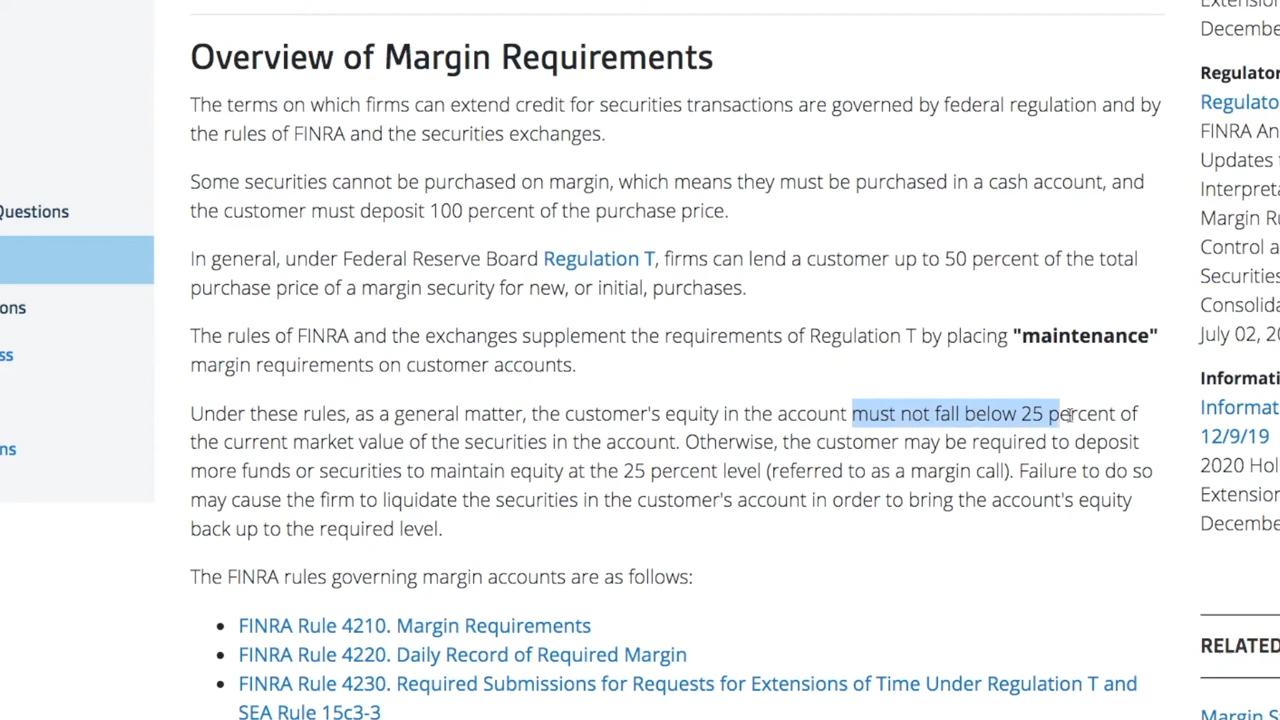 Overview of Margin Requirements
The terms on which firms can extend credit for securities transactions are governed by federal regulation and by
the rules of FINRA and the securities exchanges.
Some securities cannot be purchased on margin, which means they must be purchased in a cash account, and
the customer must deposit 100 percent of the purchase price.
In general, under Federal Reserve Board Regulation T, firms can lend a customer up to 50 percent of the total
purchase price of a margin security for new, or initial, purchases.
The rules of FINRA and the exchanges supplement the requirements of Regulation T by placing "maintenance"
margin requirements on customer accounts.
Under these rules, as a general matter, the customer's equity in the account must not fall below 25 percent of
the current market value of the securities in the account. Otherwise, the customer may be required to deposit
more funds or securities to maintain equity at the 25 percent level (referred to as a margin call). Failure to do so
may cause the firm to liquidate the securities in the customer's account in order to bring the account's equity
back up to the required level.
The FINRA rules governing margin accounts are as follows:
FINRA Rule 4210. Margin Requirements
FINRA Rule 4220. Daily Record of Required Margin
FINRA Rule 4230. Required Submissions for Requests for Extensions of Time Under Regulation T and
SEA Rule 15c3-3
Questions
ons
ss
ns
December
Regulator
Regulato
FINRA An
Updates
Interpreta
Margin Ru
Control a
Securities
Consolida
July 02, 20
Informati
Informat
12/9/19
2020 Hol
Extension
December
RELATED
Margin S